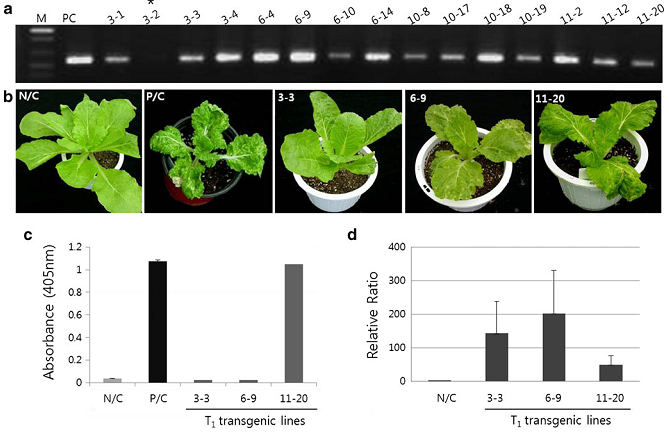 a
*
M PC 3-1 3-2 3-3 3-4 6-4 6-9 6-10 6-14 10-8 10-17 10-18 10-19 11-2 11-12 11-20
b
N/C P/C 3-3 6-9 11-20
c
Absorbance (405nm)
1.2
1
0.8
0.6
0.4
0.2
0
N/C P/C 3-3 6-9 11-20
T₁ transgenic lines
d
Relative Ratio
400
300
200
100
0
N/C 3-3 6-9 11-20
T₁ transgenic lines